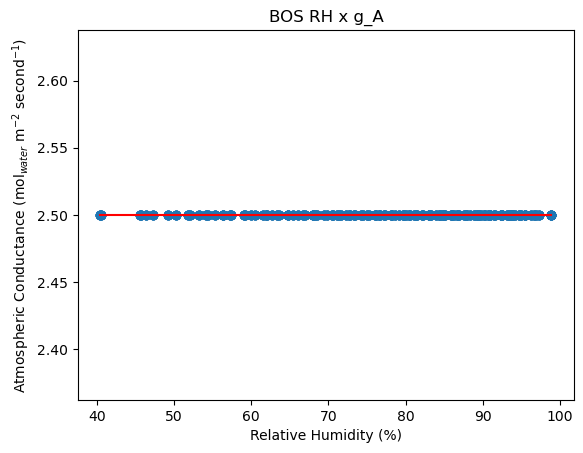 BOS RH x g_A
Atmospheric Conductance (mol$_{water}$ m$^{-2}$ second$^{-1}$)
2.60
2.55
2.50
2.45
2.40
40 50 60 70 80 90 100
Relative Humidity (%)